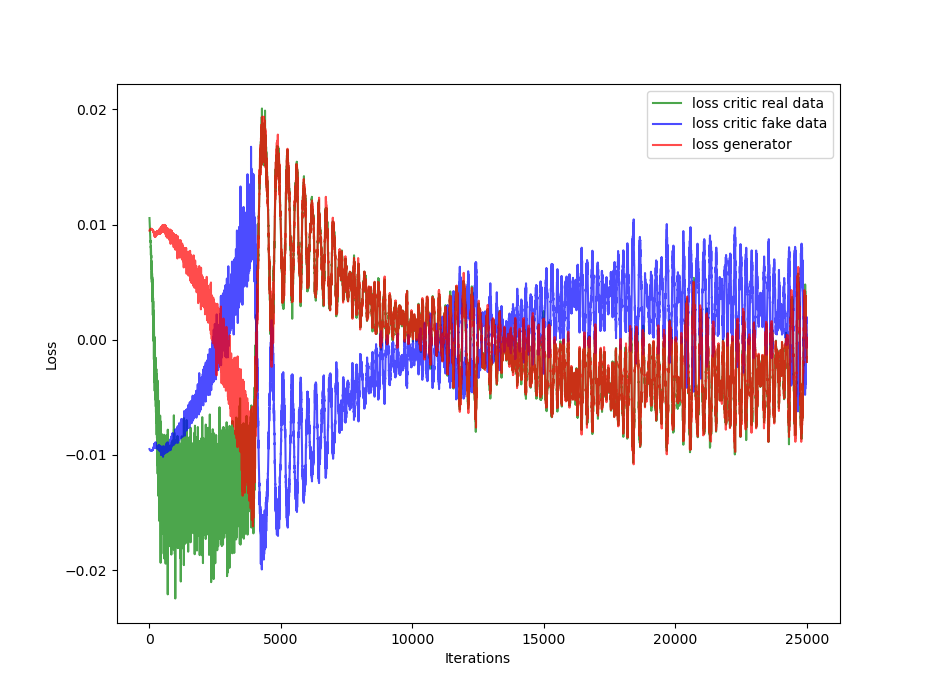 loss critic real data
loss critic fake data
loss generator
0.02
0.01
0.00
−0.01
−0.02
Loss
0 5000 10000 15000 20000 25000
Iterations